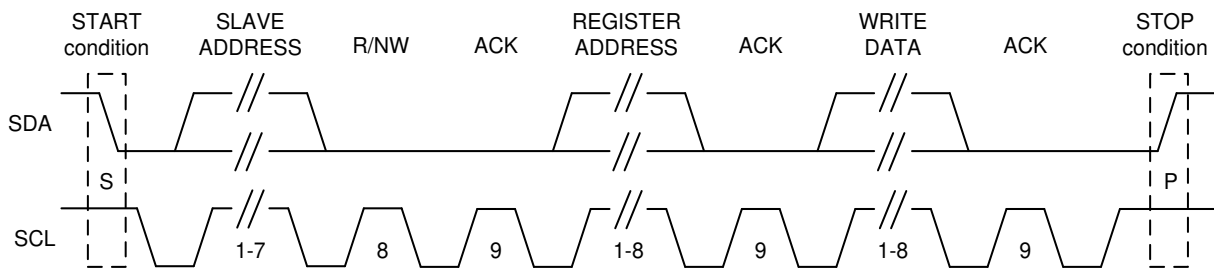 START condition
SLAVE ADDRESS
R/NW
ACK
REGISTER ADDRESS
ACK
WRITE DATA
ACK
STOP condition
SDA
S
P
SCL
1-7
8
9
1-8
9
1-8
9